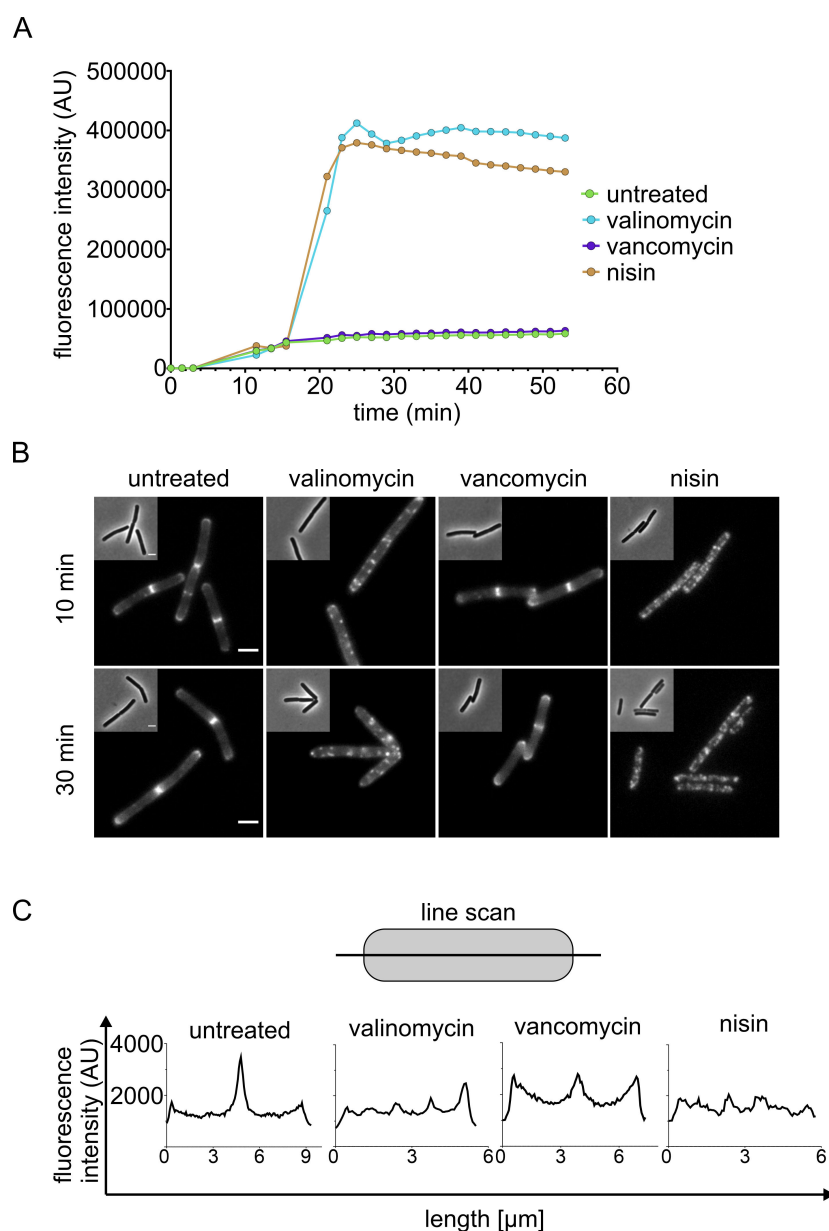 A
fluorescence intensity (AU)
500000
400000
300000
200000
100000
0
0 10 20 30 40 50 60
time (min)
untreated
valinomycin
vancomycin
nisin
B
untreated valinomycin vancomycin nisin
10 min
30 min
C
line scan
untreated valinomycin vancomycin nisin
fluorescence
intensity (AU)
4000
2000
0 3 6 9 0 3 6 0 3 6 0 3 6
length [µm]